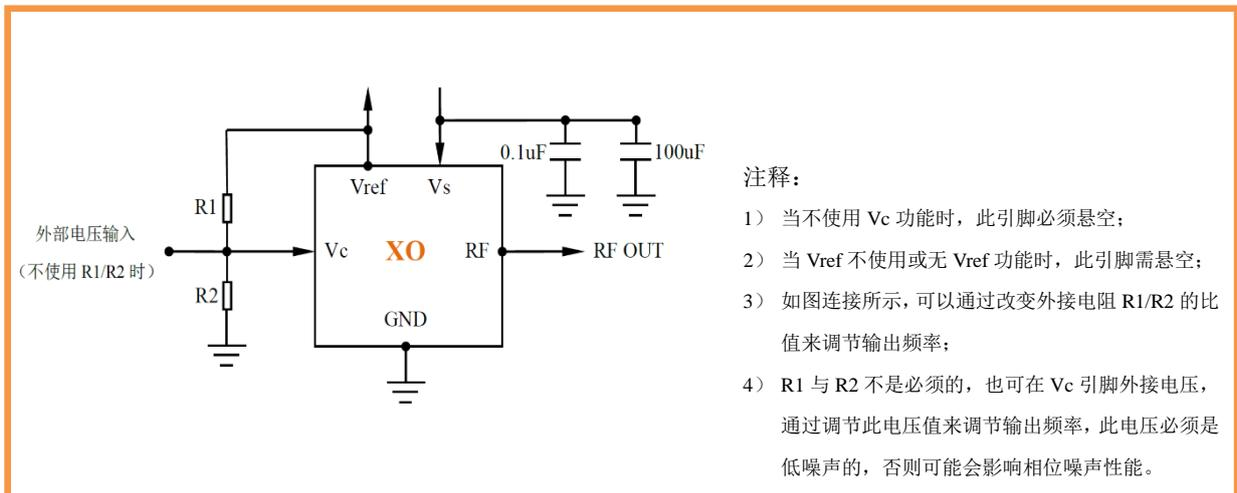 0.1uF
100uF
Vref
Vs
R1
外部电压输入
(不使用 R1/R2 时)
Vc
XO
RF
RF OUT
R2
GND
注释:
1) 当不使用 Vc 功能时,此引脚必须悬空;
2) 当 Vref 不使用或无 Vref 功能时,此引脚需悬空;
3) 如图连接所示,可以通过改变外接电阻 R1/R2 的比
值来调节输出频率;
4) R1 与 R2 不是必须的,也可在 Vc 引脚外接电压,
通过调节此电压值来调节输出频率,此电压必须是
低噪声的,否则可能会影响相位噪声性能。